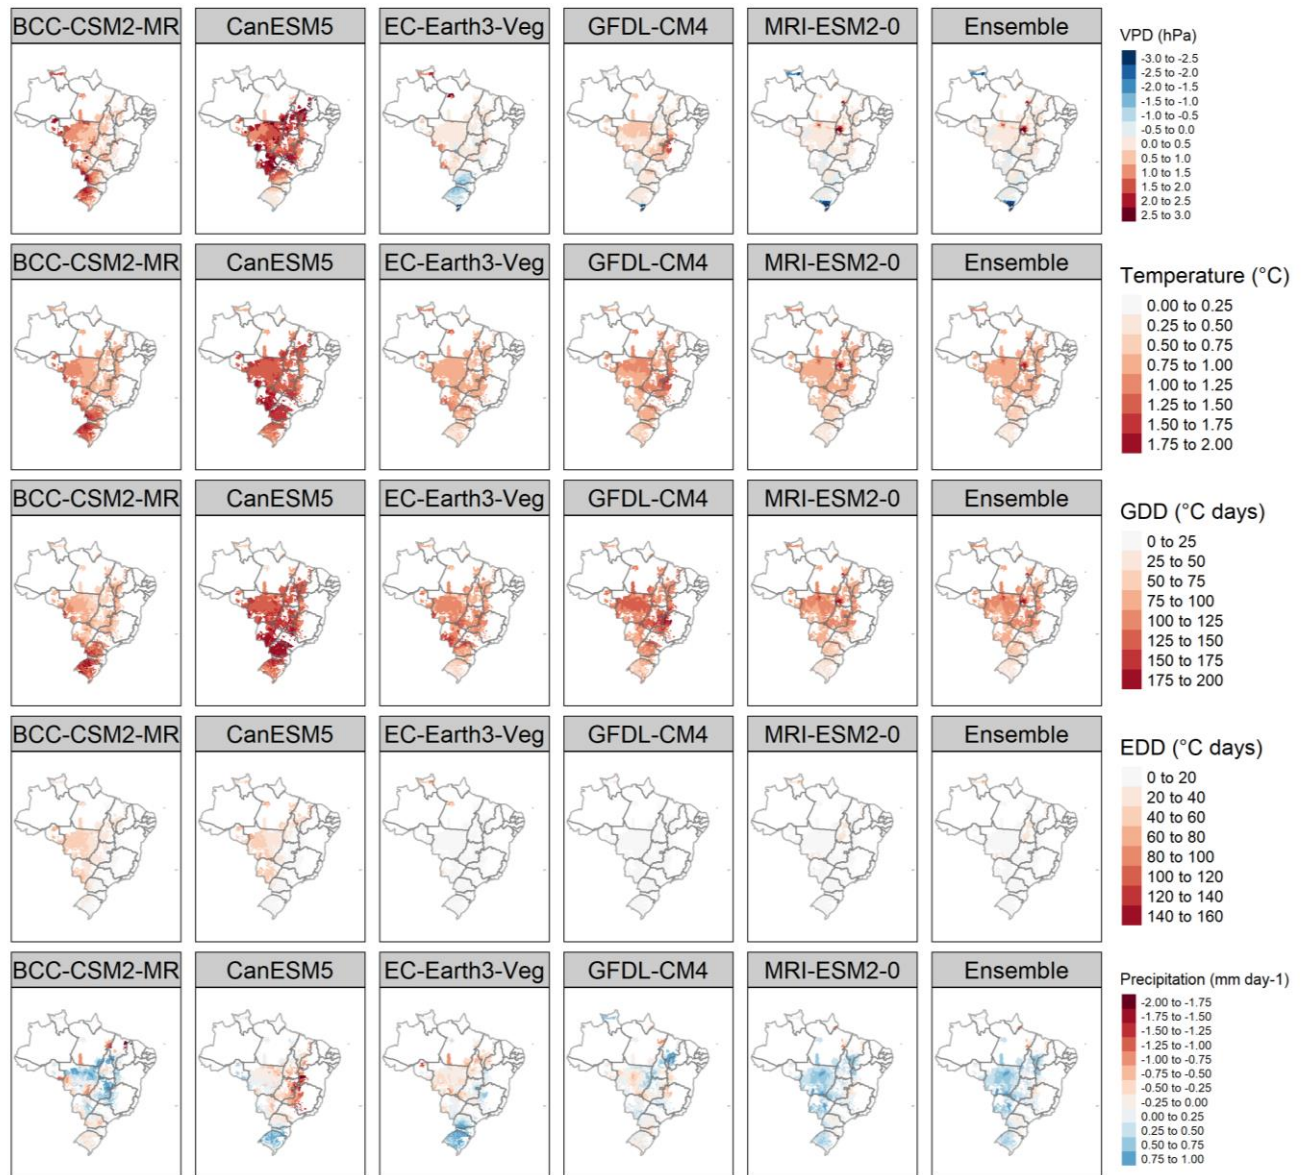 BCC-CSM2-MR CanESM5 EC-Earth3-Veg GFDL-CM4 MRI-ESM2-0 Ensemble
VPD (hPa)
-3.0 to -2.5
-2.5 to -2.0
-2.0 to -1.5
-1.5 to -1.0
-1.0 to -0.5
-0.5 to 0.0
0.0 to 0.5
0.5 to 1.0
1.0 to 1.5
1.5 to 2.0
2.0 to 2.5
2.5 to 3.0
BCC-CSM2-MR CanESM5 EC-Earth3-Veg GFDL-CM4 MRI-ESM2-0 Ensemble
Temperature (°C)
0.00 to 0.25
0.25 to 0.50
0.50 to 0.75
0.75 to 1.00
1.00 to 1.25
1.25 to 1.50
1.50 to 1.75
1.75 to 2.00
BCC-CSM2-MR CanESM5 EC-Earth3-Veg GFDL-CM4 MRI-ESM2-0 Ensemble
GDD (°C days)
0 to 25
25 to 50
50 to 75
75 to 100
100 to 125
125 to 150
150 to 175
175 to 200
BCC-CSM2-MR CanESM5 EC-Earth3-Veg GFDL-CM4 MRI-ESM2-0 Ensemble
EDD (°C days)
0 to 20
20 to 40
40 to 60
60 to 80
80 to 100
100 to 120
120 to 140
140 to 160
BCC-CSM2-MR CanESM5 EC-Earth3-Veg GFDL-CM4 MRI-ESM2-0 Ensemble
Precipitation (mm day-1)
-2.00 to -1.75
-1.75 to -1.50
-1.50 to -1.25
-1.25 to -1.00
-1.00 to -0.75
-0.75 to -0.50
-0.50 to -0.25
-0.25 to 0.00
0.00 to 0.25
0.25 to 0.50
0.50 to 0.75
0.75 to 1.00